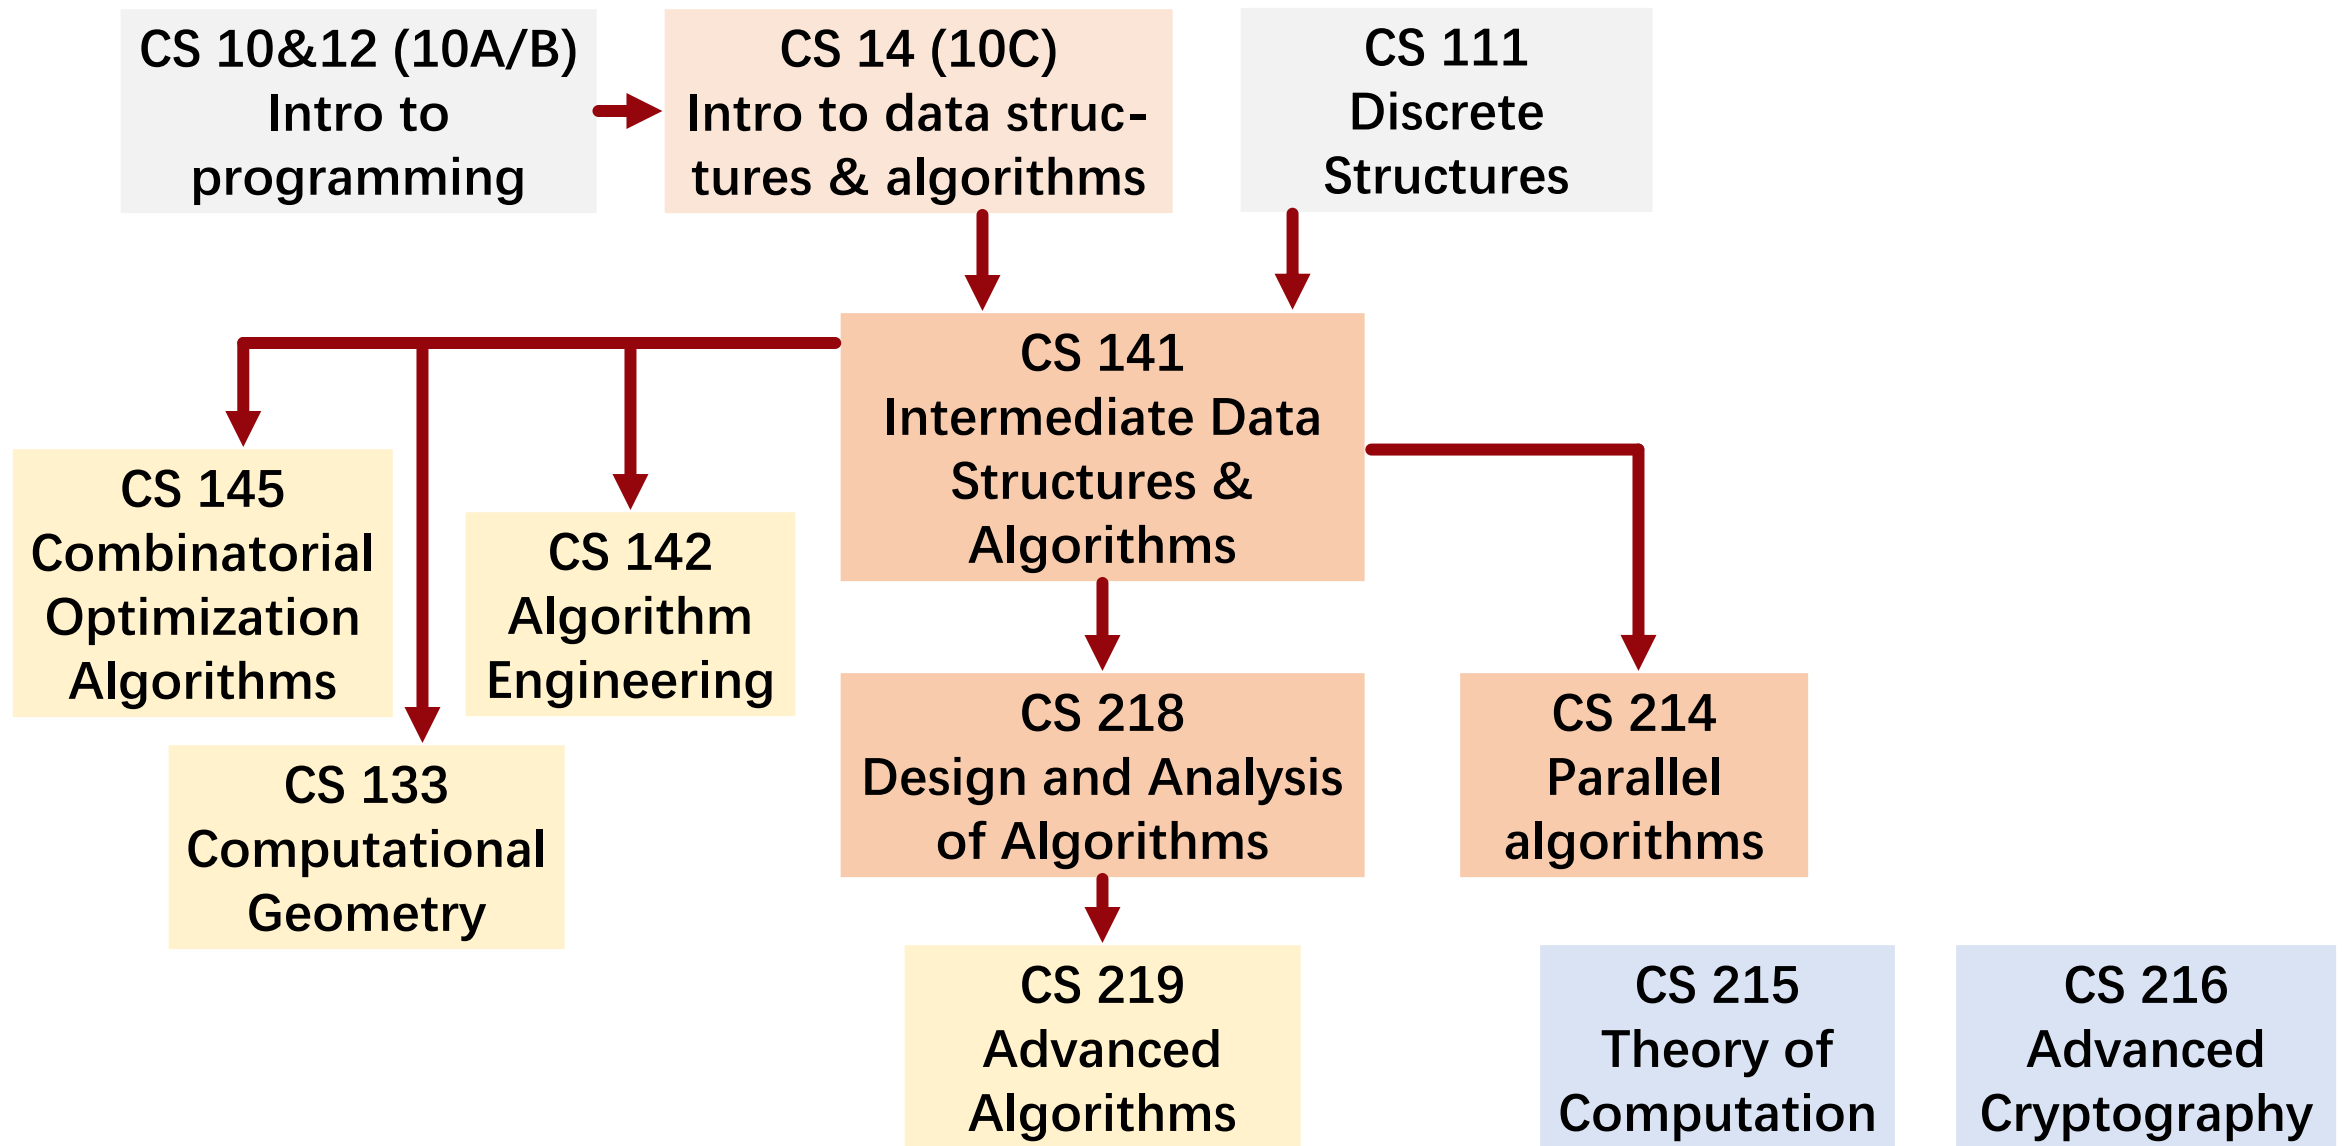 CS 10&12 (10A/B)
Intro to
programming
CS 14 (10C)
Intro to data struc-
tures & algorithms
CS 111
Discrete
Structures
CS 141
Intermediate Data
Structures &
Algorithms
CS 145
Combinatorial
Optimization
Algorithms
CS 142
Algorithm
Engineering
CS 133
Computational
Geometry
CS 218
Design and Analysis
of Algorithms
CS 214
Parallel
algorithms
CS 219
Advanced
Algorithms
CS 215
Theory of
Computation
CS 216
Advanced
Cryptography